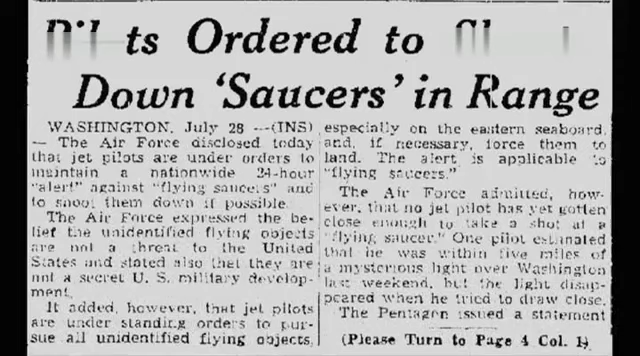 ts Ordered to
Down 'Saucers' in Range
WASHINGTON, July 28 —(INS)
— The Air Force disclosed today
that jet pilots are under orders to
maintain a nationwide 24-hour
"alert" against "flying saucers" and
to shoot them down if possible.
The Air Force expressed the be-
lief the unidentified flying objects
are not a threat to the United
States and stated also that they are
not a secret U. S. military develop-
ment.
It added, however, that jet pilots
are under standing orders to pur-
sue all unidentified flying objects,
especially on the eastern seaboard,
and, if necessary, force them to
land. The alert is applicable to
"flying saucers."
The Air Force admitted, how-
ever, that no jet pilot has yet gotten
close enough to take a shot at a
"flying saucer." One pilot estimated
that he was within five miles of
a mysterious light over Washington
last weekend, but the light disap-
peared when he tried to draw close.
The Pentagon issued a statement
(Please Turn to Page 4 Col. 1)